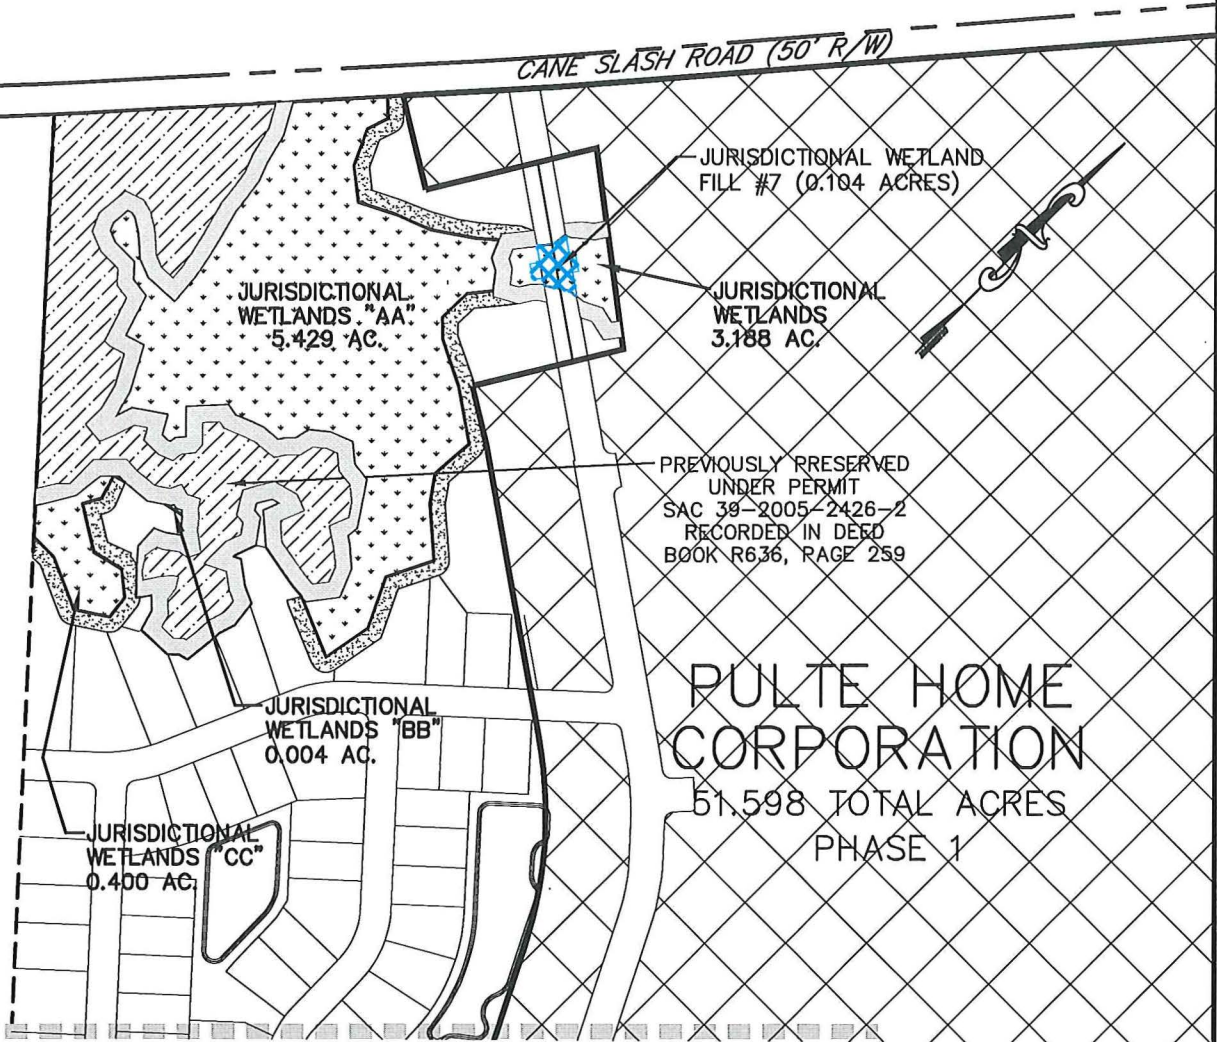 CANE SLASH ROAD (50' R/W)
JURISDICTIONAL WETLAND
FILL #7 (0.104 ACRES)
JURISDICTIONAL
WETLANDS "AA"
5.429 AC.
JURISDICTIONAL
WETLANDS
3.188 AC.
PREVIOUSLY PRESERVED
UNDER PERMIT
SAC 39-2005-2426-2
RECORDED IN DEED
BOOK R636, PAGE 259
PULTE HOME
CORPORATION
51.598 TOTAL ACRES
PHASE 1
JURISDICTIONAL
WETLANDS "BB"
0.004 AC.
JURISDICTIONAL
WETLANDS "CC"
0.400 AC.